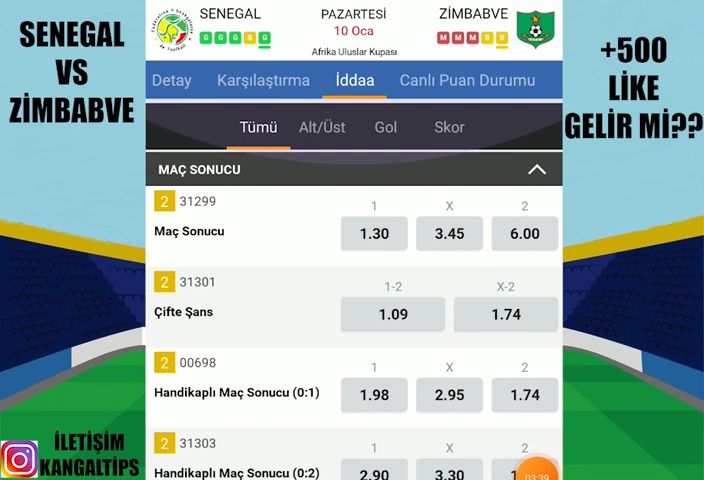 SENEGAL
VS
ZİMBABVE
SENEGAL
G G G B G
PAZARTESİ
10 Oca
Afrika Uluslar Kupası
ZİMBABVE
M M M B B
+500
LİKE
GELİR Mİ??
Detay Karşılaştırma İddaa Canlı Puan Durumu
Tümü Alt/Üst Gol Skor
MAÇ SONUCU
2 31299
1 X 2
Maç Sonucu 1.30 3.45 6.00
2 31301
1-2 X-2
Çifte Şans 1.09 1.74
2 00698
1 X 2
Handikaplı Maç Sonucu (0:1) 1.98 2.95 1.74
2 31303
1 X 2
Handikaplı Maç Sonucu (0:2) 2.90 3.30
03:39
İLETİŞİM
KANGALTİPS